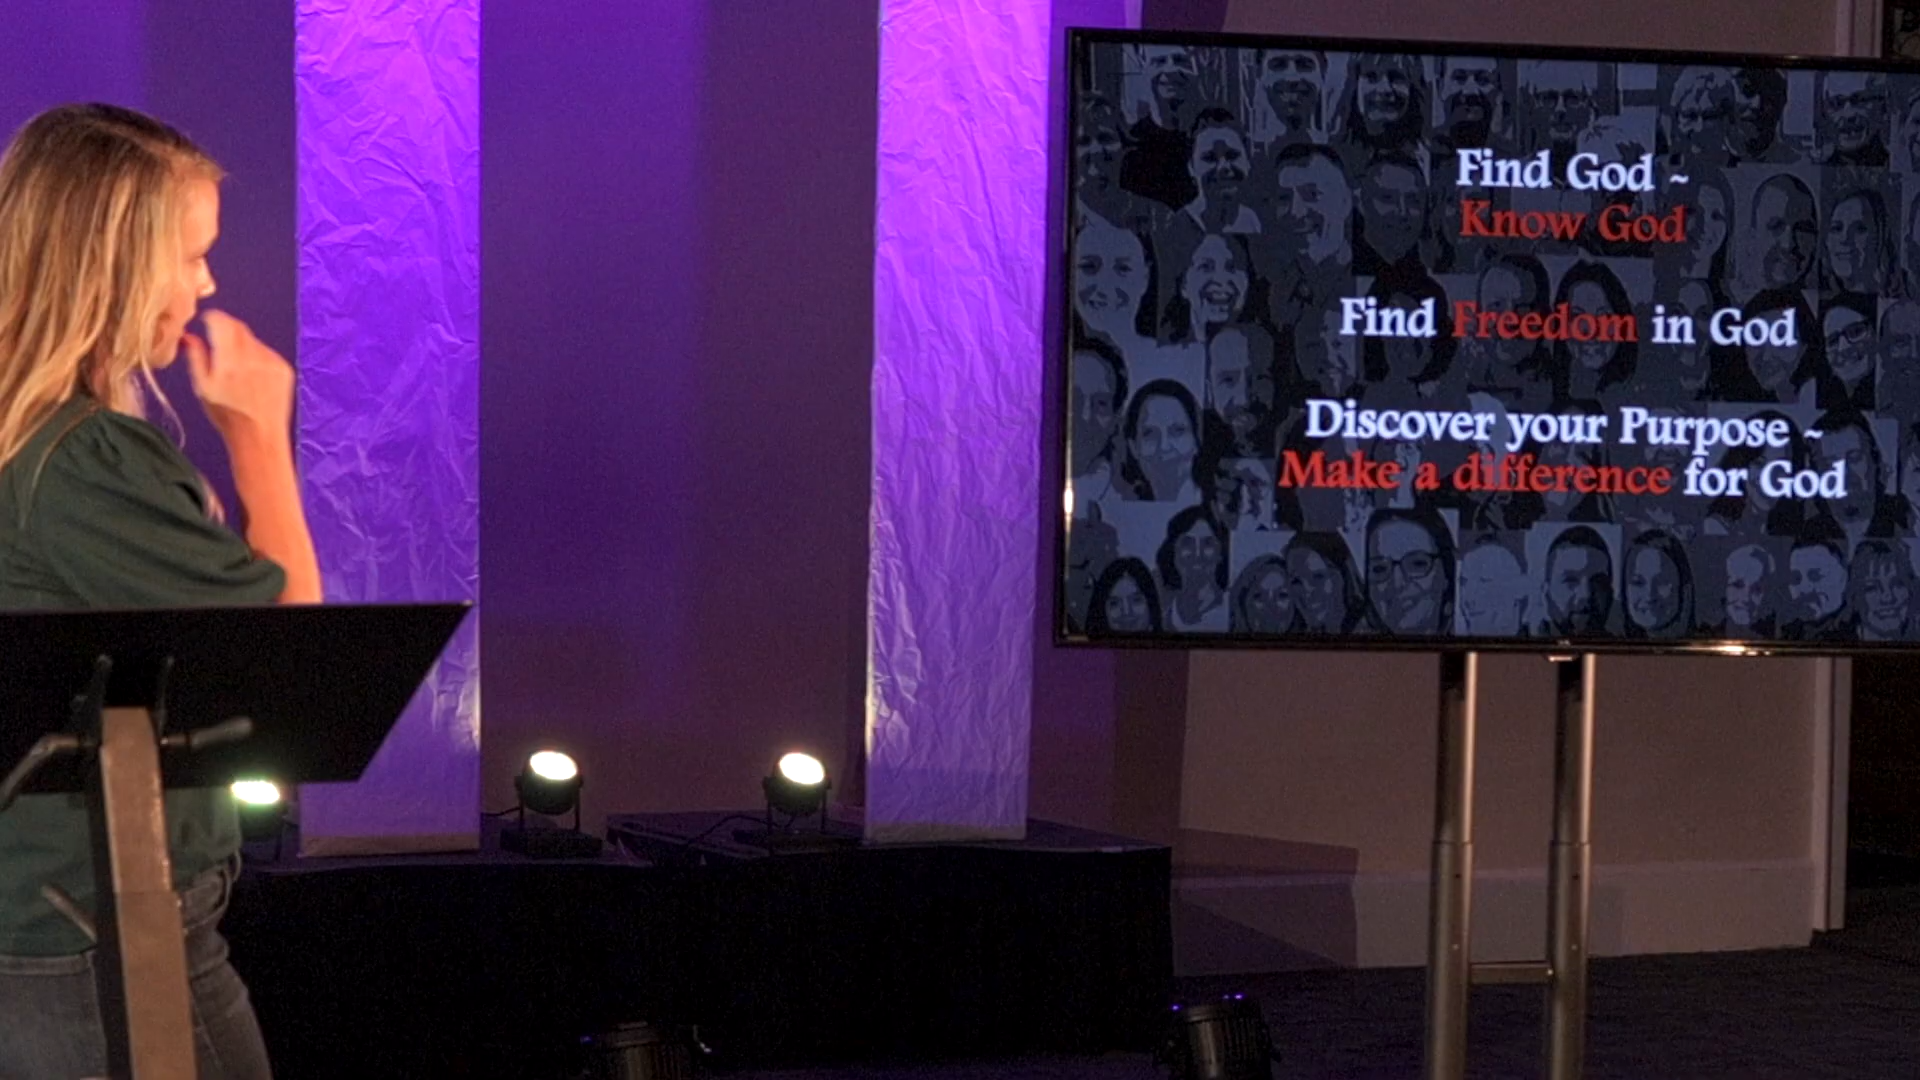 Find God ~
Know God
Find Freedom in God
Discover your Purpose ~
Make a difference for God